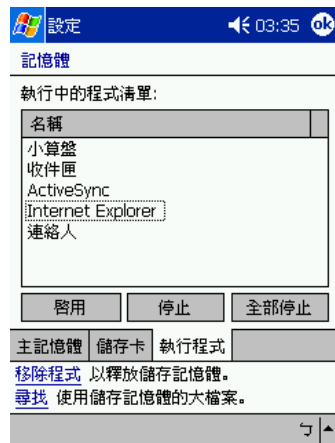 設定 03:35 ok
記憶體
執行中的程式清單:
名稱
小算盤
收件匣
ActiveSync
Internet Explorer
連絡人
啓用 停止 全部停止
主記憶體 儲存卡 執行程式
移除程式 以釋放儲存記憶體。
尋找 使用儲存記憶體的大檔案。
ㄅ